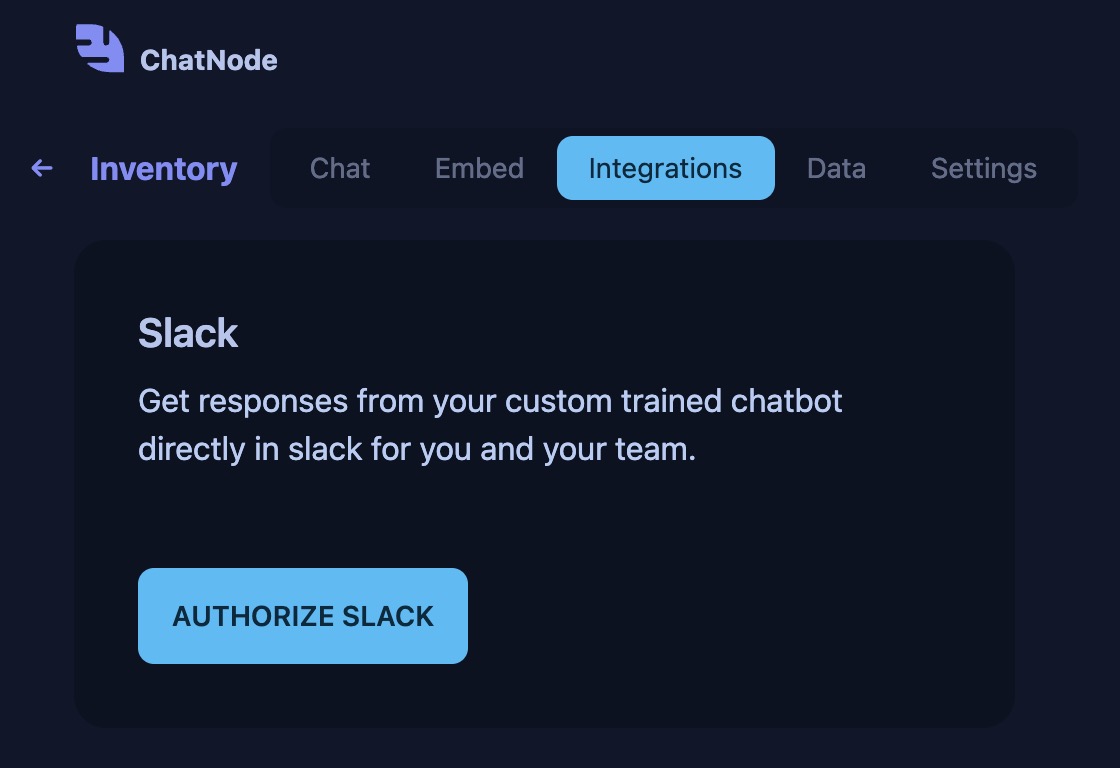 ChatNode
← Inventory Chat Embed Integrations Data Settings
Slack
Get responses from your custom trained chatbot
directly in slack for you and your team.
AUTHORIZE SLACK